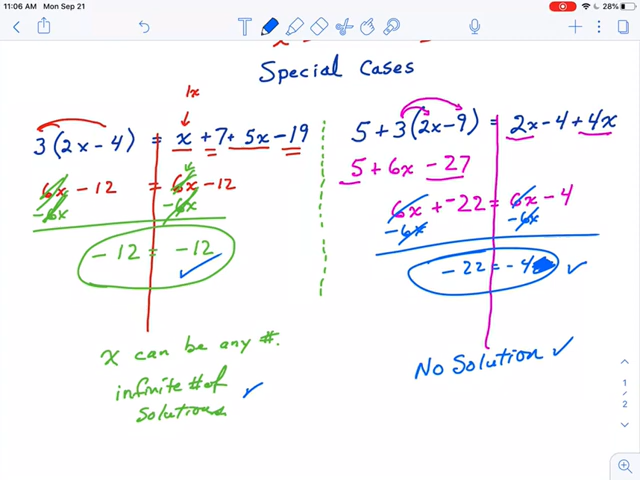 11:06 AM Mon Sep 21
28%
Special Cases
1x
3(2x - 4) = x + 7 + 5x - 19
6x - 12 = 6x - 12
-6x -6x
-12 = -12
x can be any #.
infinite # of
solutions
5 + 3(2x - 9) = 2x - 4 + 4x
5 + 6x - 27
6x + -22 = 6x - 4
-6x -6x
-22 = -4
No Solution
1
2